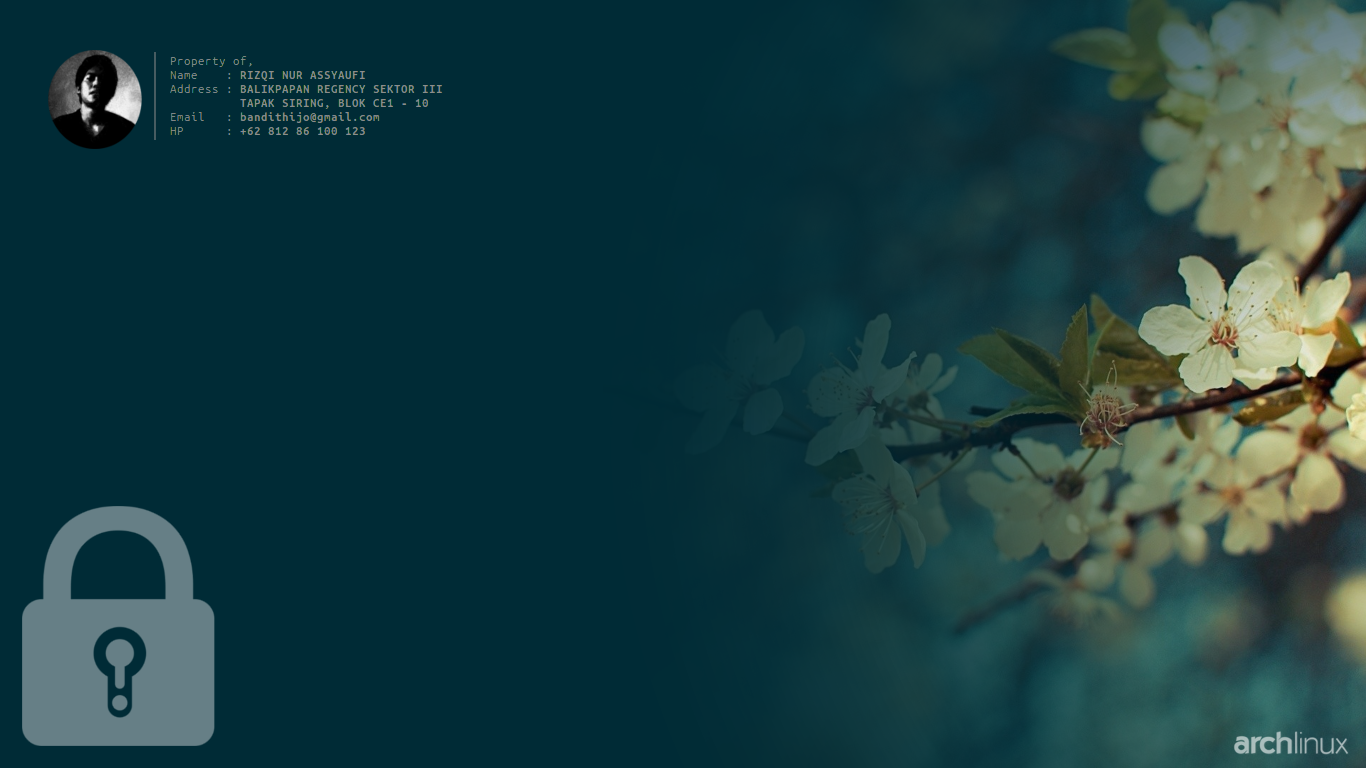 Property of,
Name : RIZQI NUR ASSYAUFI
Address : BALIKPAPAN REGENCY SEKTOR III
TAPAK SIRING, BLOK CE1 - 10
Email : bandithijo@gmail.com
HP : +62 812 86 100 123
archlinux